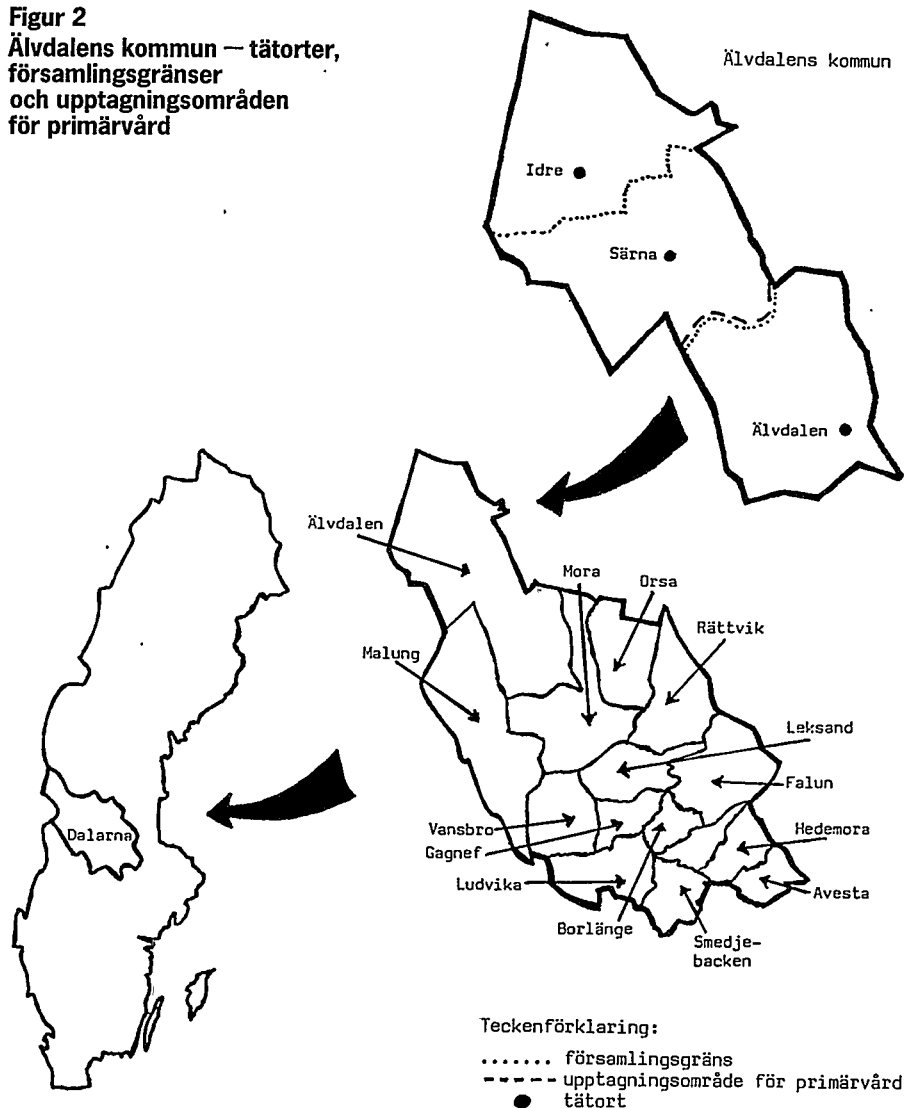 Figur 2
Älvdalens kommun — tätorter,
församlingsgränser
och upptagningsområden
för primärvård
Älvdalens kommun
Idre
Särna
Älvdalen
Älvdalen
Mora
Orsa
Rättvik
Malung
Leksand
Falun
Dalarna
Vansbro
Gagnef
Hedemora
Ludvika
Avesta
Borlänge
Smedje-
backen
Teckenförklaring:
församlingsgräns
upptagningsområde för primärvård
tätort